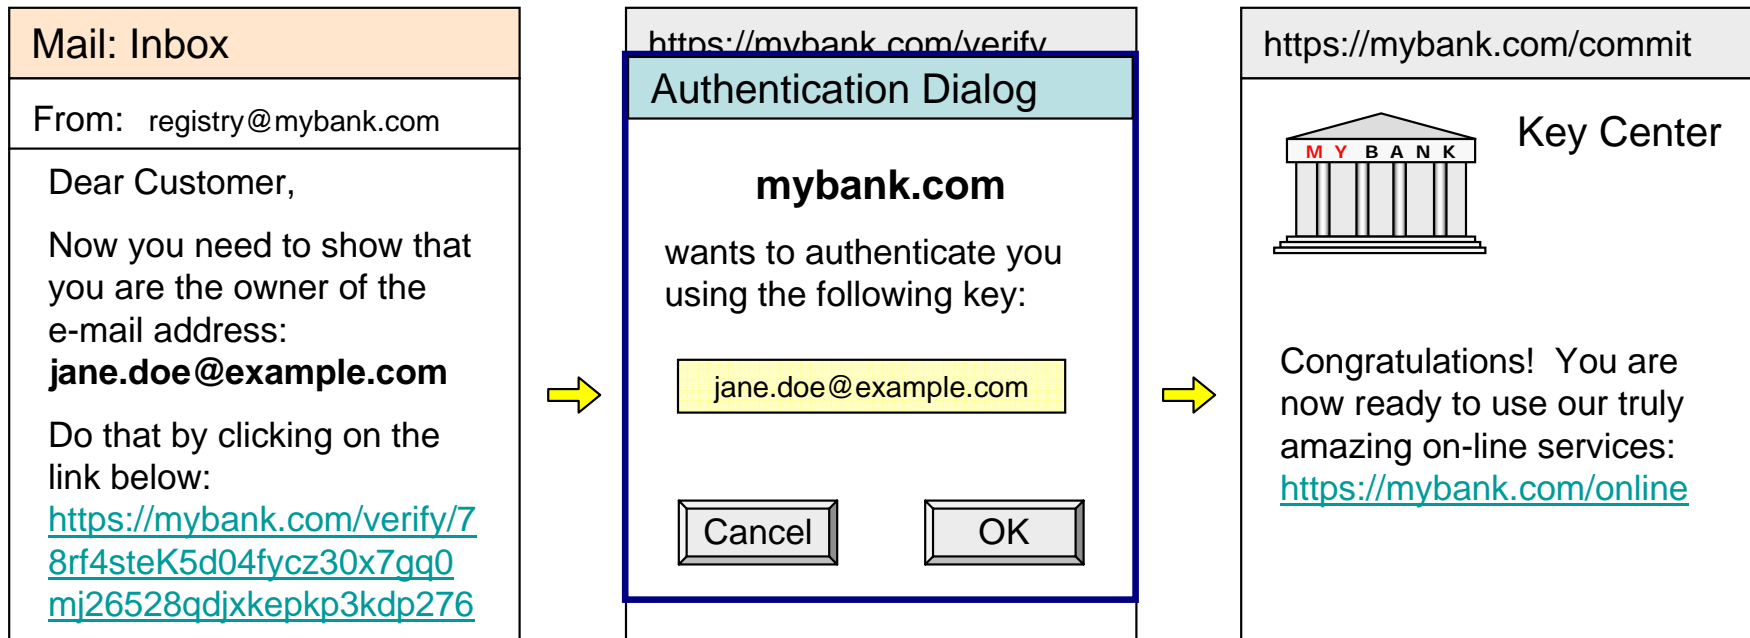 Mail: Inbox
From: registry@mybank.com
Dear Customer,
Now you need to show that
you are the owner of the
e-mail address:
jane.doe@example.com
Do that by clicking on the
link below:
https://mybank.com/verify/7
8rf4steK5d04fycz30x7gq0
mj26528qdjxkepkp3kdp276
https://mybank.com/verify
Authentication Dialog
mybank.com
wants to authenticate you
using the following key:
jane.doe@example.com
Cancel
OK
https://mybank.com/commit
MY BANK
Key Center
Congratulations! You are
now ready to use our truly
amazing on-line services:
https://mybank.com/online